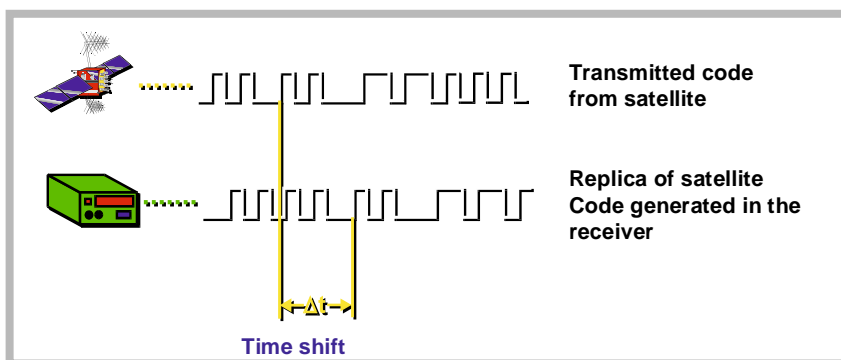 Transmitted code
from satellite
Replica of satellite
Code generated in the
receiver
Δt
Time shift